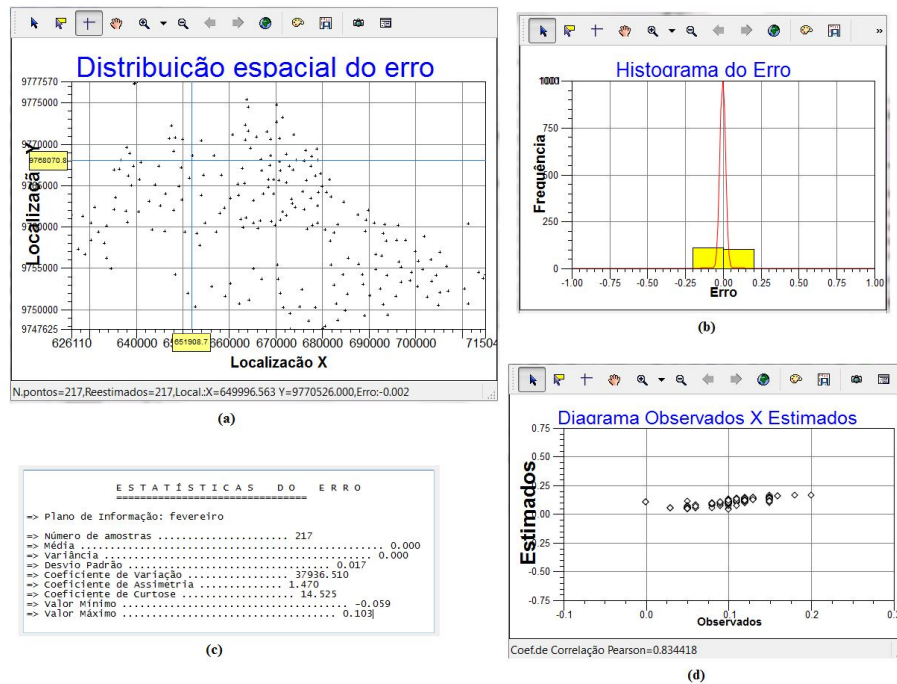 Distribuição espacial do erro
9777570
9775000
9770000
9768070.8
9765000
9760000
9755000
9750000
9747625
Localizaçã Y
626110 640000 651908.7 660000 670000 680000 690000 700000 71504
Localizacão X
N.pontos=217,Reestimados=217,Local.:X=649996.563 Y=9770526.000,Erro:-0.002
(a)
»
Histograma do Erro
750
500
250
0
Frequência
-1.00 -0.75 -0.50 -0.25 0.00 0.25 0.50 0.75 1.00
Erro
(b)
E S T A T Í S T I C A S D O E R R O
=> Plano de Informação: fevereiro
=> Número de amostras ...................... 217
=> Média .................................................... 0.000
=> Variância ................................................ 0.000
=> Desvio Padrão .................................. 0.017
=> Coeficiente de Variação ................. 37936.510
=> Coeficiente de Assimetria ............... 1.470
=> Coeficiente de Curtose ................... 14.525
=> Valor Mínimo ....................................... -0.059
=> Valor Máximo ..................................... 0.103
(c)
Diagrama Observados X Estimados
0.75
0.50
0.25
0.00
-0.25
-0.50
-0.75
Estimados
-0.1 0.0 0.1 0.2
Observados
Coef.de Correlação Pearson=0.834418
(d)